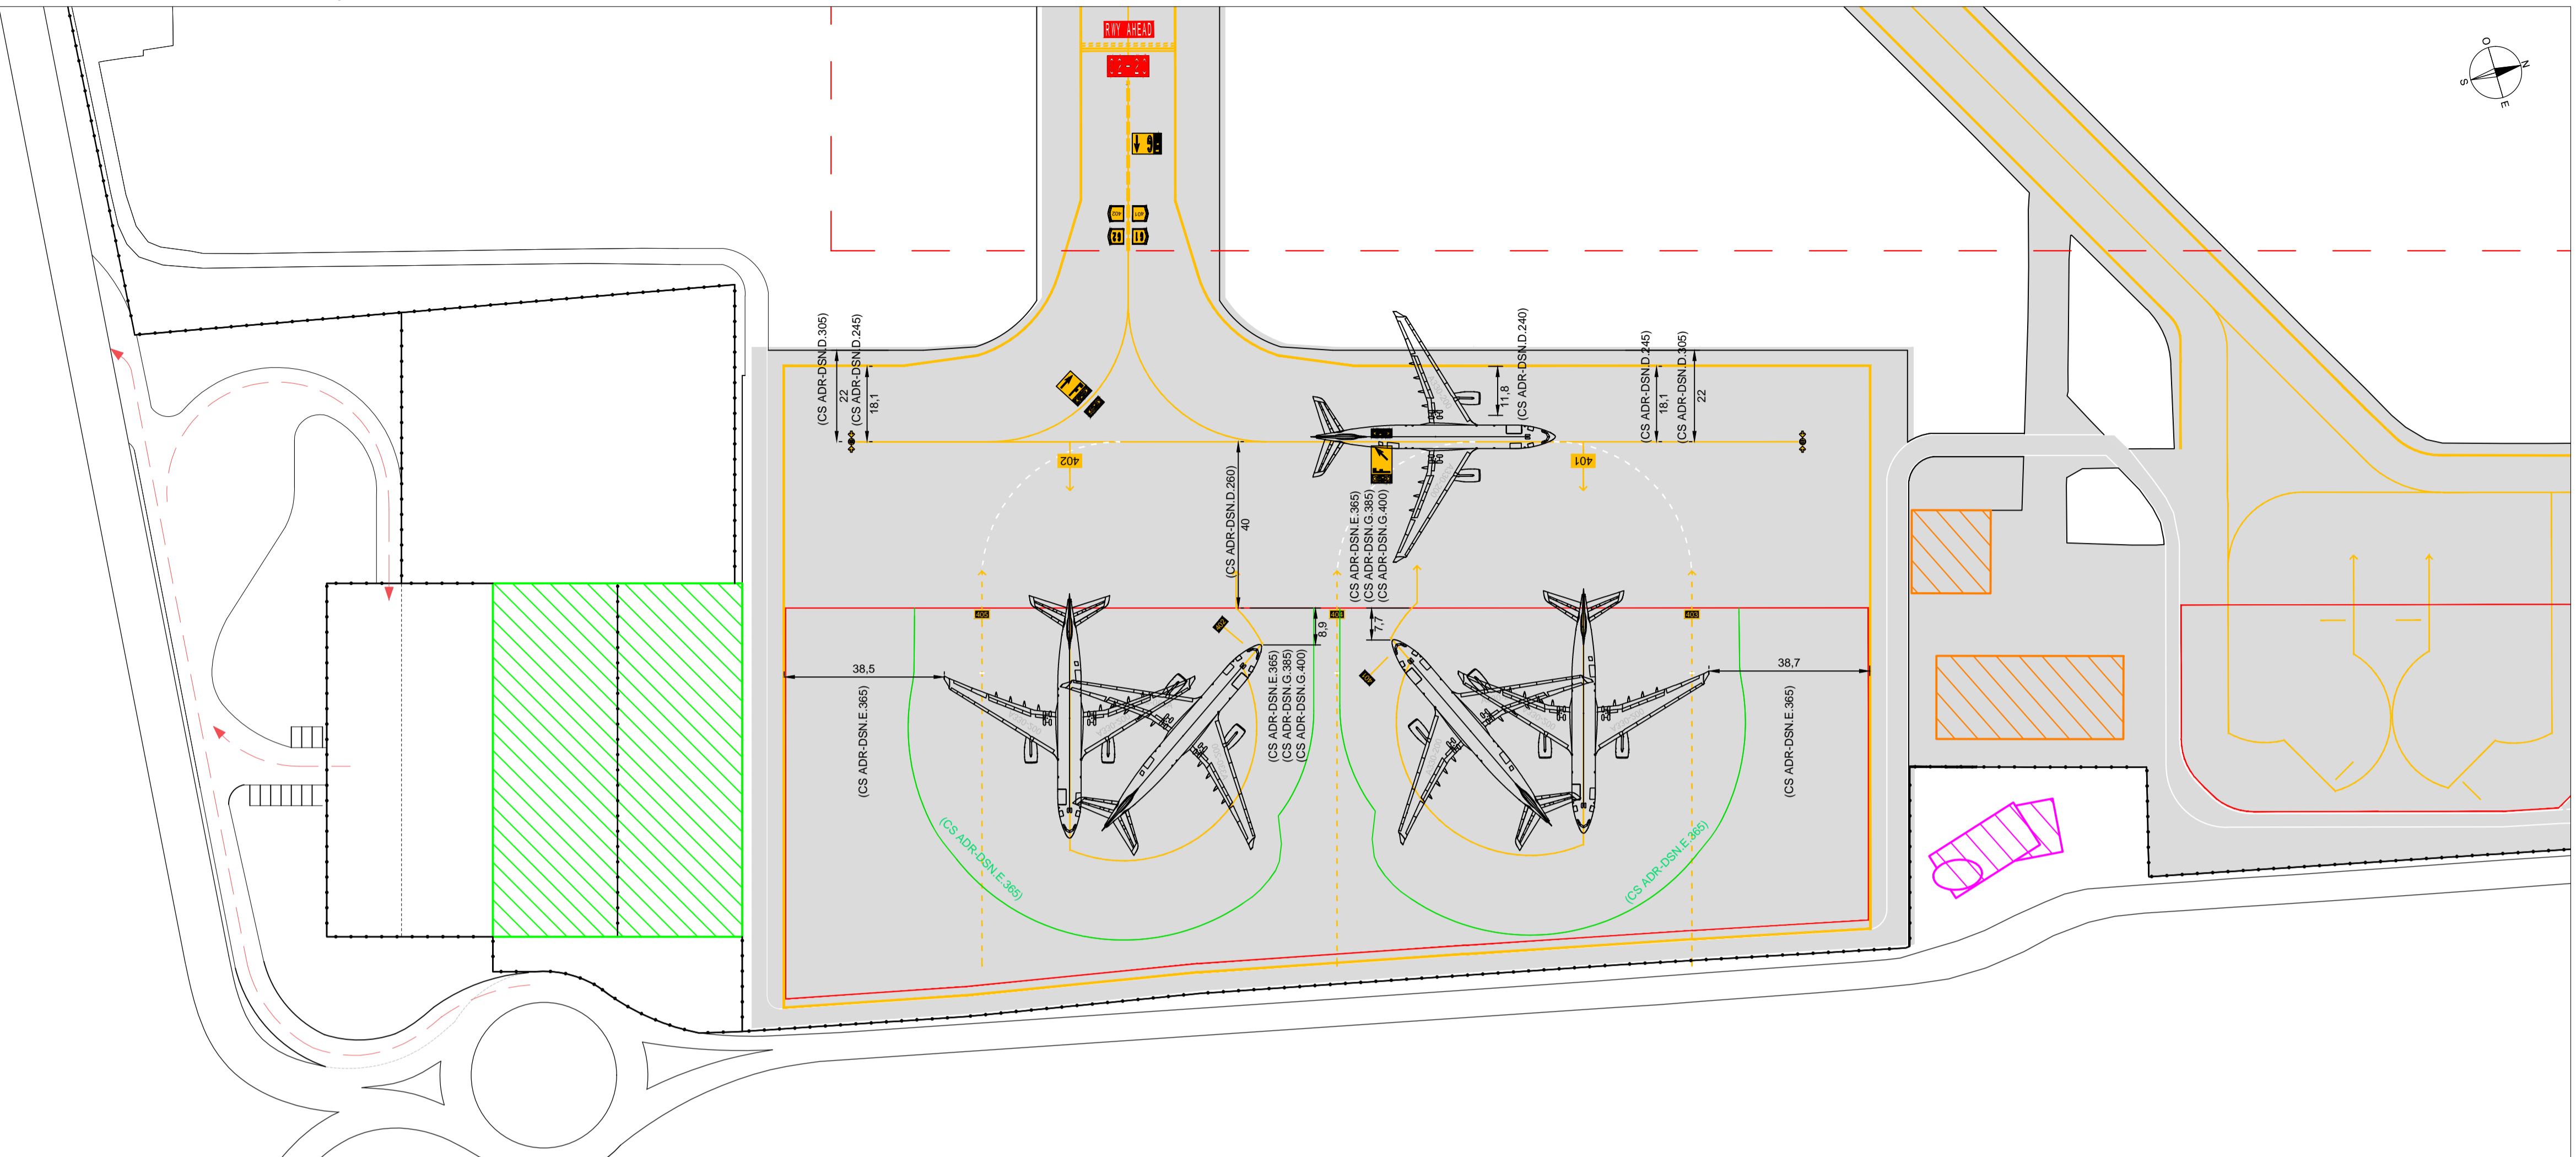 RWY AHEAD
O
N
S
E
402
401
(CS ADR-DSN.D.305)
22
(CS ADR-DSN.D.245)
18,1
11,8
(CS ADR-DSN.D.240)
(CS ADR-DSN.D.245)
18,1
(CS ADR-DSN.D.305)
22
402
401
(CS ADR-DSN.D.260)
40
(CS ADR-DSN.E.365)
(CS ADR-DSN.G.385)
(CS ADR-DSN.G.400)
405
403
8,9
7,7
38,5
(CS ADR-DSN.E.365)
(CS ADR-DSN.E.365)
(CS ADR-DSN.G.385)
(CS ADR-DSN.G.400)
38,7
(CS ADR-DSN.E.365)
(CS ADR-DSN.E.365)
(CS ADR-DSN.E.365)